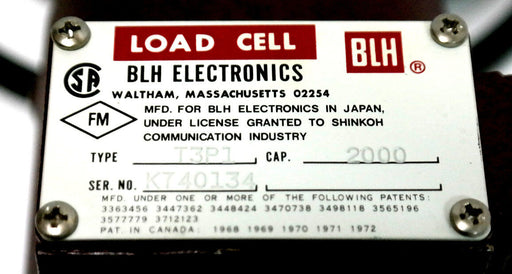 LOAD CELL
BLH ®
SA
BLH ELECTRONICS
WALTHAM, MASSACHUSETTS 02254
FM
MFD. FOR BLH ELECTRONICS IN JAPAN,
UNDER LICENSE GRANTED TO SHINKOH
COMMUNICATION INDUSTRY
TYPE T3P1 CAP. 2000
SER. NO. K740134
MFD. UNDER ONE OR MORE OF THE FOLLOWING PATENTS:
3363456 3447362 3448424 3470738 3498118 3565196
3577779 3712123
PAT. IN CANADA: 1968 1969 1970 1971 1972